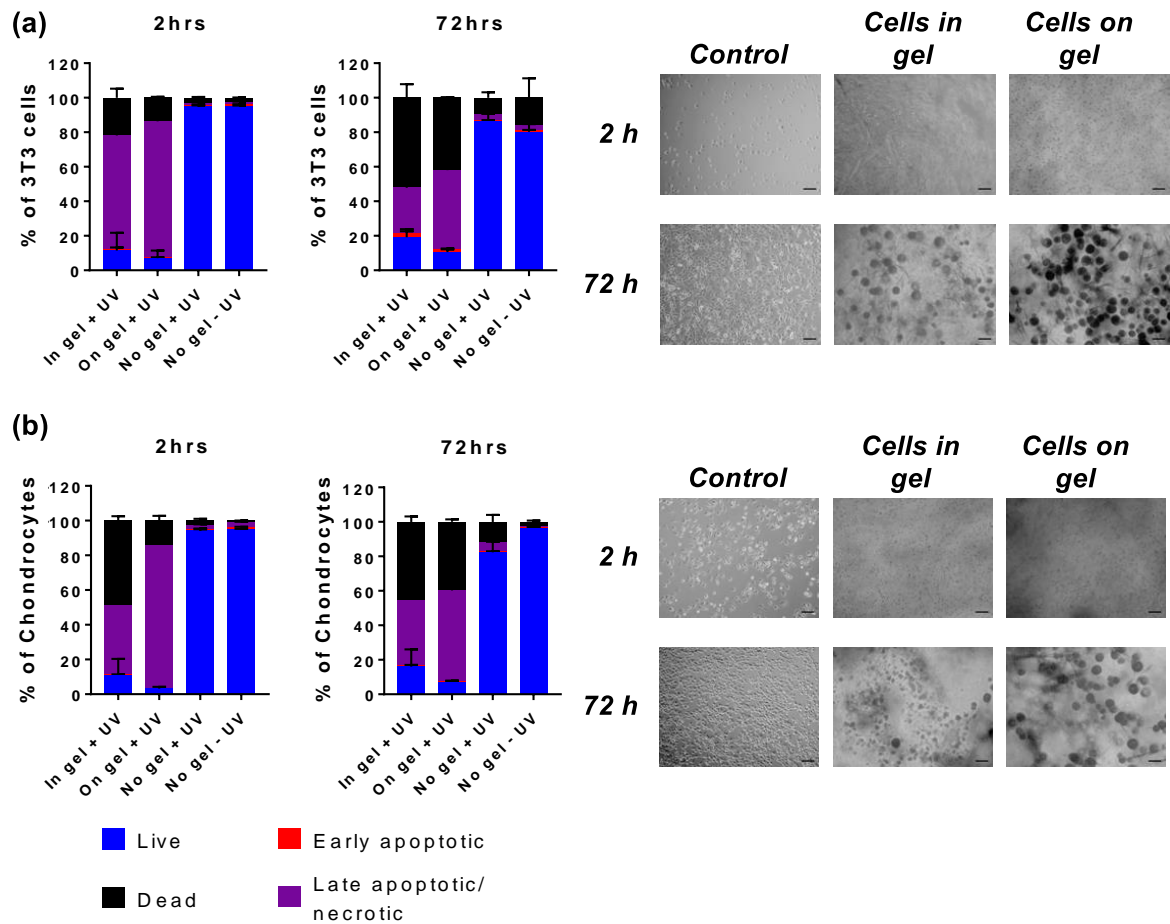 (a)
2hrs
72hrs
120
100
80
60
40
20
0
% of 3T3 cells
In gel + UV
On gel + UV
No gel + UV
No gel - UV
120
100
80
60
40
20
0
% of 3T3 cells
In gel + UV
On gel + UV
No gel + UV
No gel - UV
Control
Cells in
gel
Cells on
gel
2 h
72 h
(b)
2hrs
72hrs
120
100
80
60
40
20
0
% of Chondrocytes
In gel + UV
On gel + UV
No gel + UV
No gel - UV
120
100
80
60
40
20
0
% of Chondrocytes
In gel + UV
On gel + UV
No gel + UV
No gel - UV
Control
Cells in
gel
Cells on
gel
2 h
72 h
Live
Early apoptotic
Dead
Late apoptotic/
necrotic